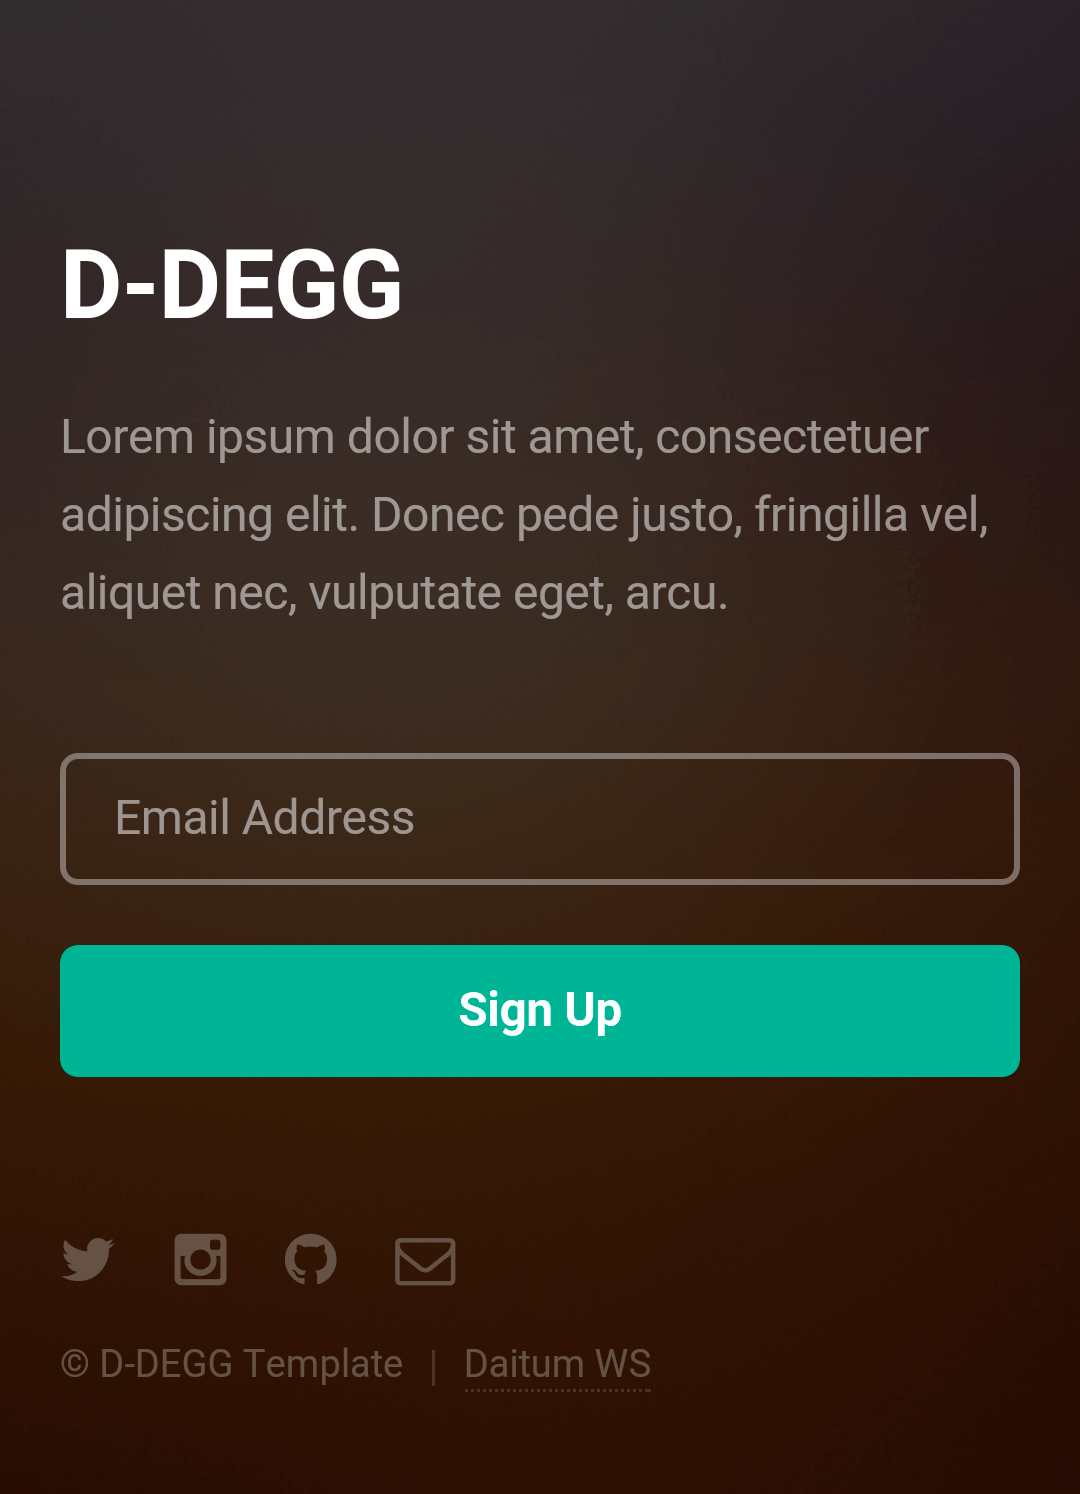 D-DEGG
Lorem ipsum dolor sit amet, consectetuer
adipiscing elit. Donec pede justo, fringilla vel,
aliquet nec, vulputate eget, arcu.
Email Address
Sign Up
© D-DEGG Template | Daitum WS